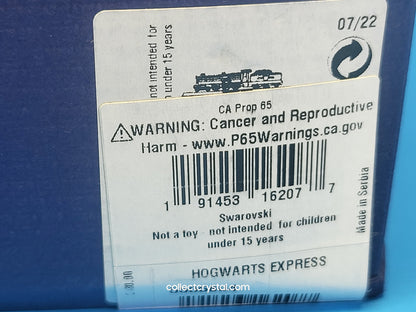 07/22
not intended for
under 15 years
CA Prop 65
⚠WARNING: Cancer and Reproductive
Harm - www.P65Warnings.ca.gov
1 91453 16207 7
Swarovski
Not a toy - not intended for children
under 15 years
Made in Serbia
HOGWARTS EXPRESS
collectcrystal.com